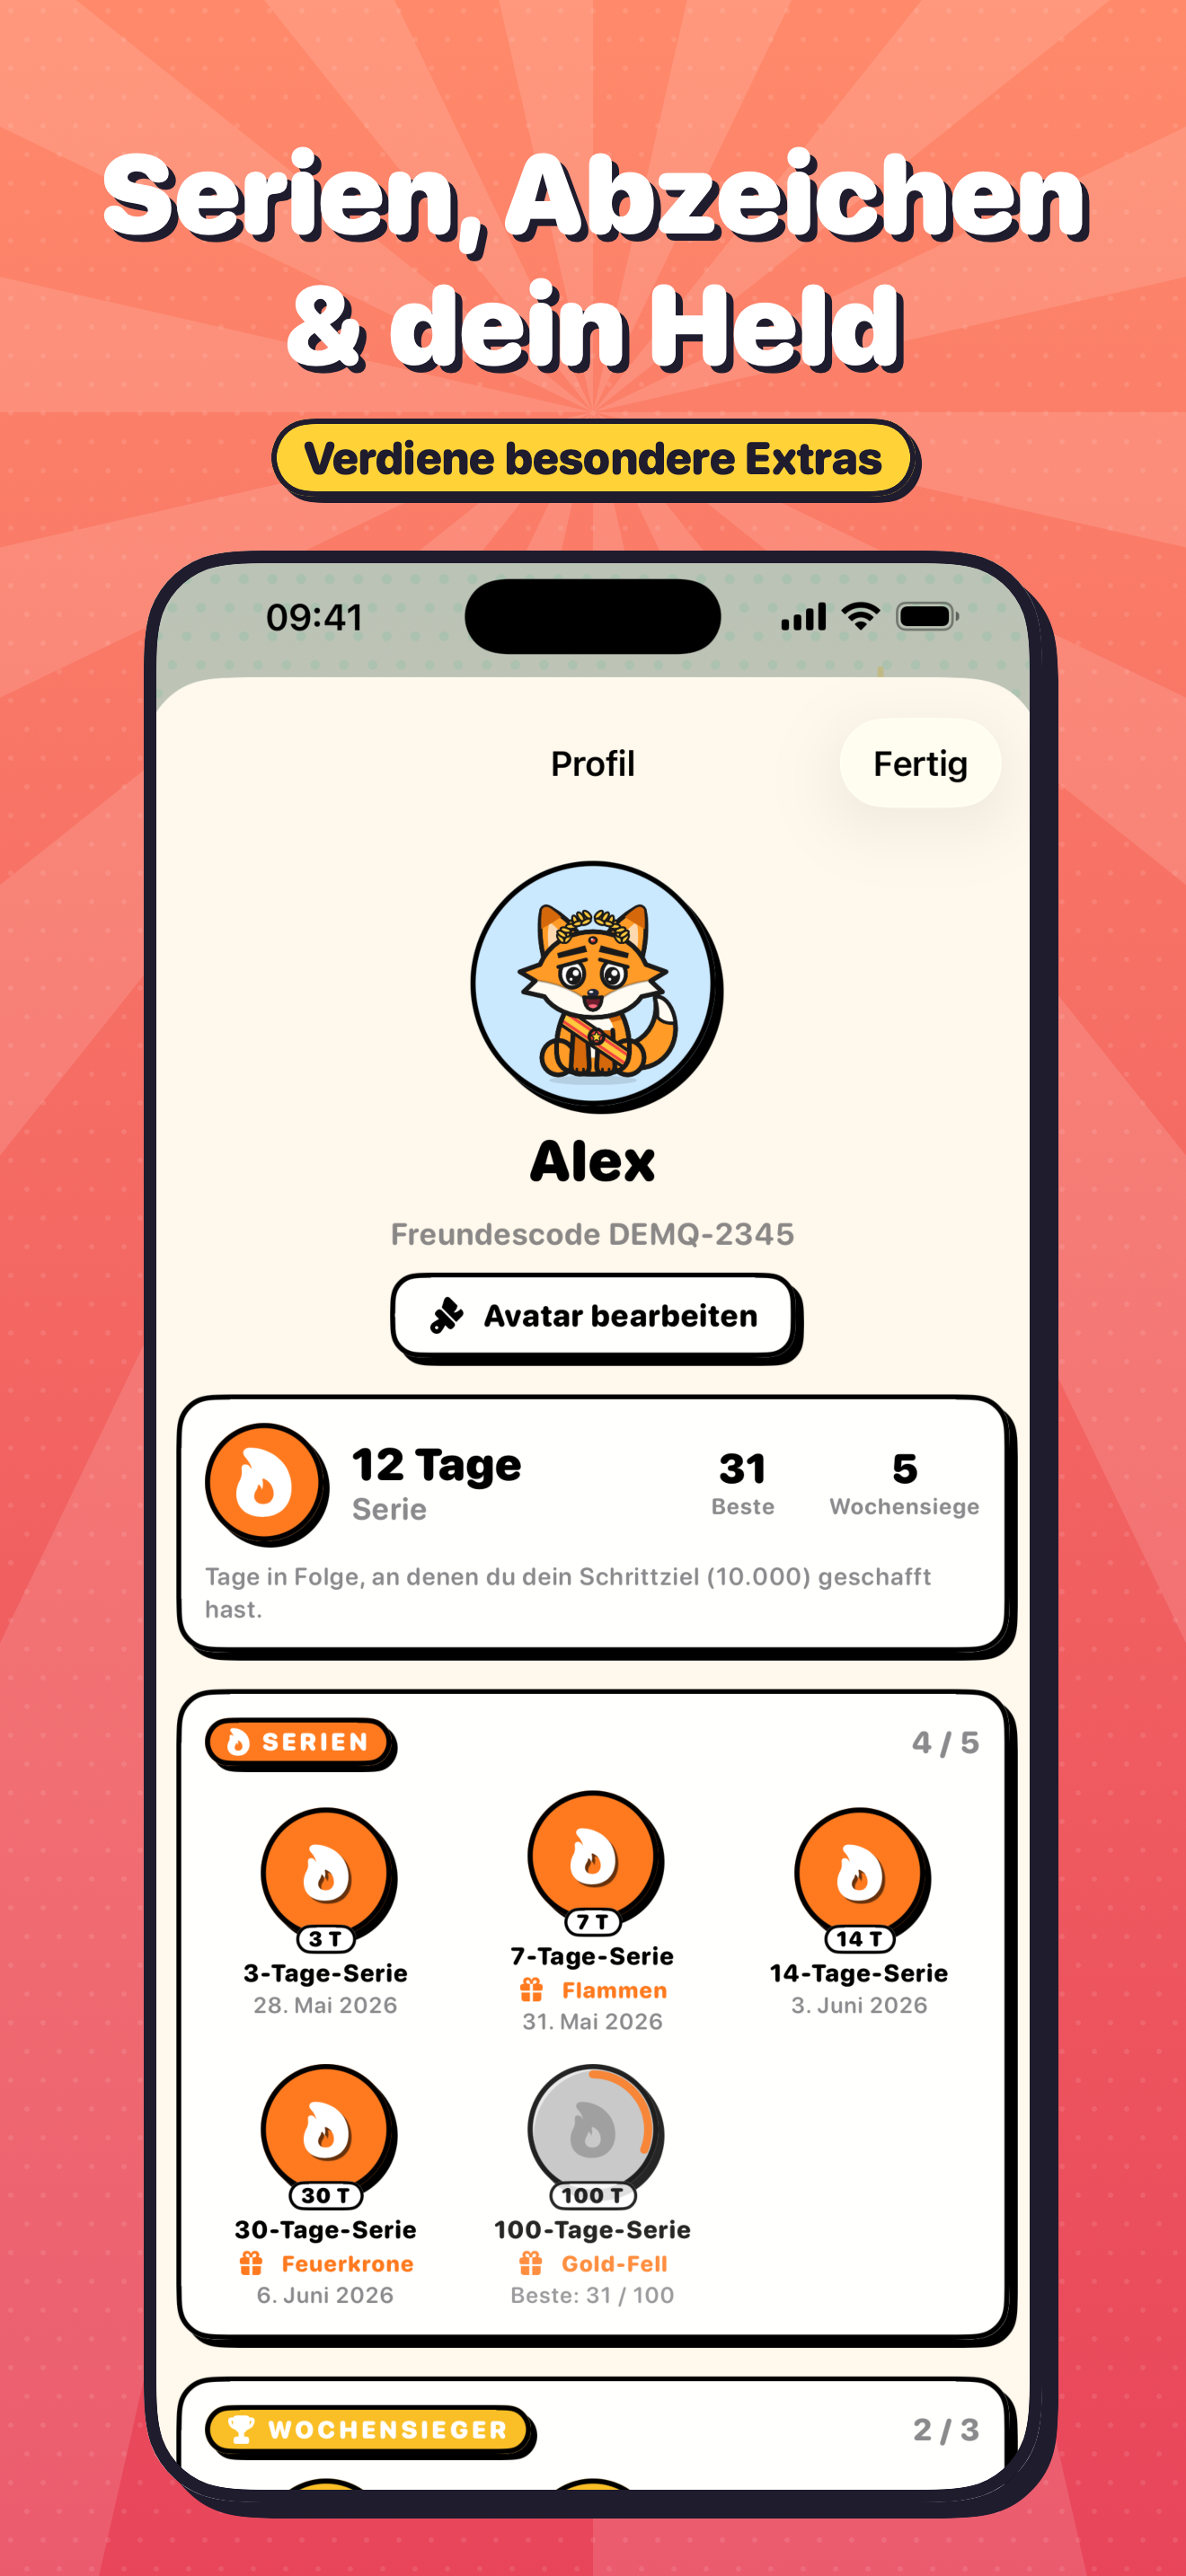 Serien, Abzeichen
& dein Held
Verdiene besondere Extras
09:41
Profil
Fertig
Alex
Freundescode DEMQ-2345
Avatar bearbeiten
12 Tage
Serie
31
Beste
5
Wochensiege
Tage in Folge, an denen du dein Schrittziel (10.000) geschafft
hast.
SERIEN
4 / 5
3 T
3-Tage-Serie
28. Mai 2026
7 T
7-Tage-Serie
Flammen
31. Mai 2026
14 T
14-Tage-Serie
3. Juni 2026
30 T
30-Tage-Serie
Feuerkrone
6. Juni 2026
100 T
100-Tage-Serie
Gold-Fell
Beste: 31 / 100
WOCHENSIEGER
2 / 3